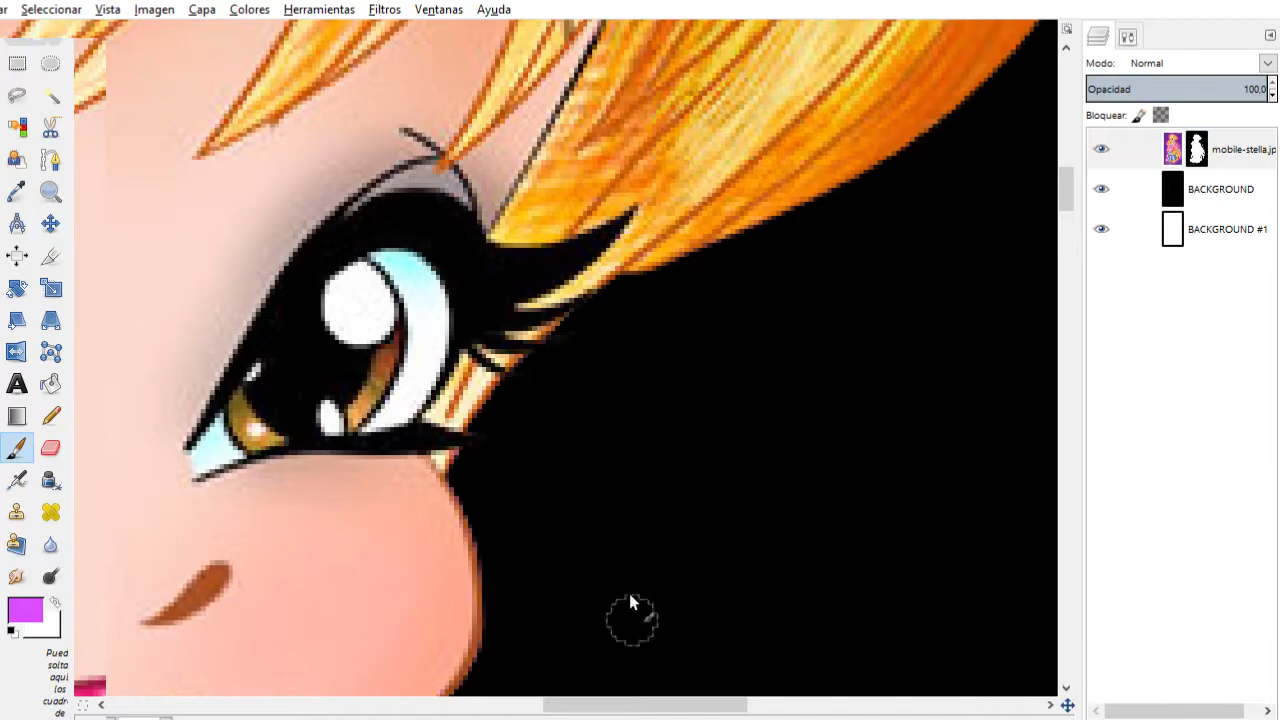 ar Seleccionar Vista Imagen Capa Colores Herramientas Filtros Ventanas Ayuda
Modo: Normal
Opacidad 100,0
Bloquear:
mobile-stella.jp
BACKGROUND
BACKGROUND #1
A
Pued
solta
aquí
los
cuadr
de